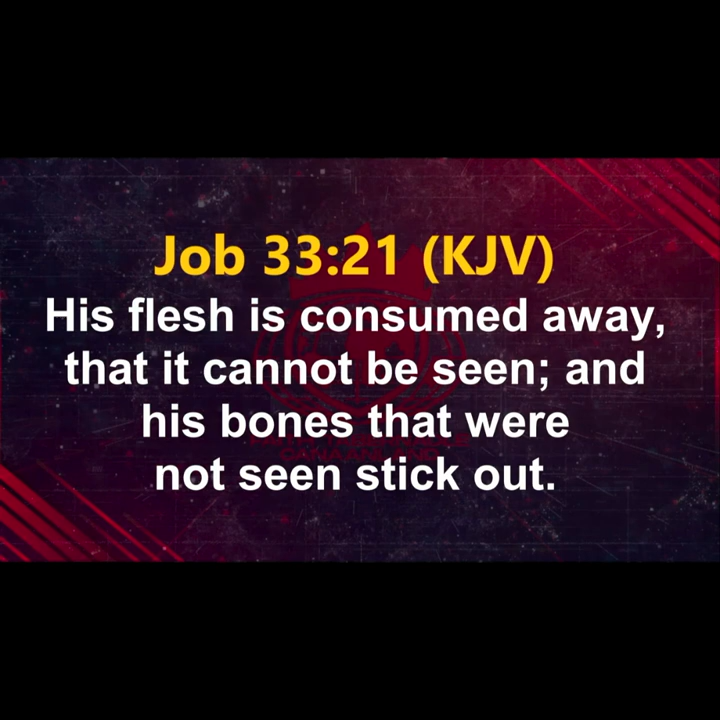 Job 33:21 (KJV)
His flesh is consumed away,
that it cannot be seen; and
his bones that were
not seen stick out.